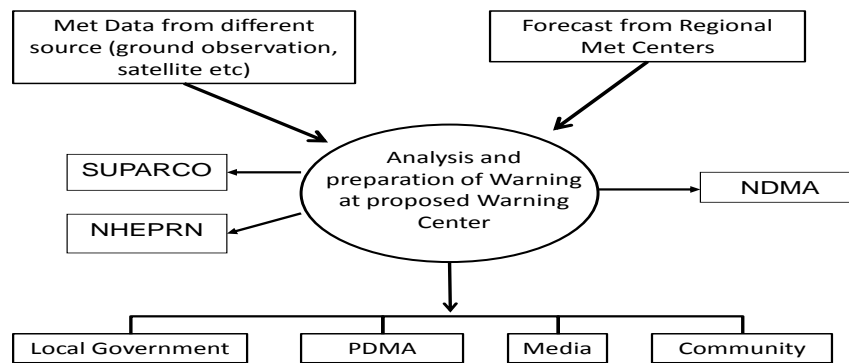 Met Data from different
source (ground observation,
satellite etc)
Forecast from Regional
Met Centers
Analysis and
preparation of Warning
at proposed Warning
Center
SUPARCO
NHEPRN
NDMA
Local Government
PDMA
Media
Community